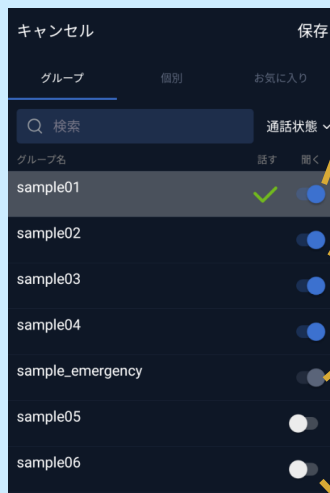 キャンセル 保存
グループ 個別 お気に入り
検索 通話状態
グループ名 話す 聞く
sample01
sample02
sample03
sample04
sample_emergency
sample05
sample06